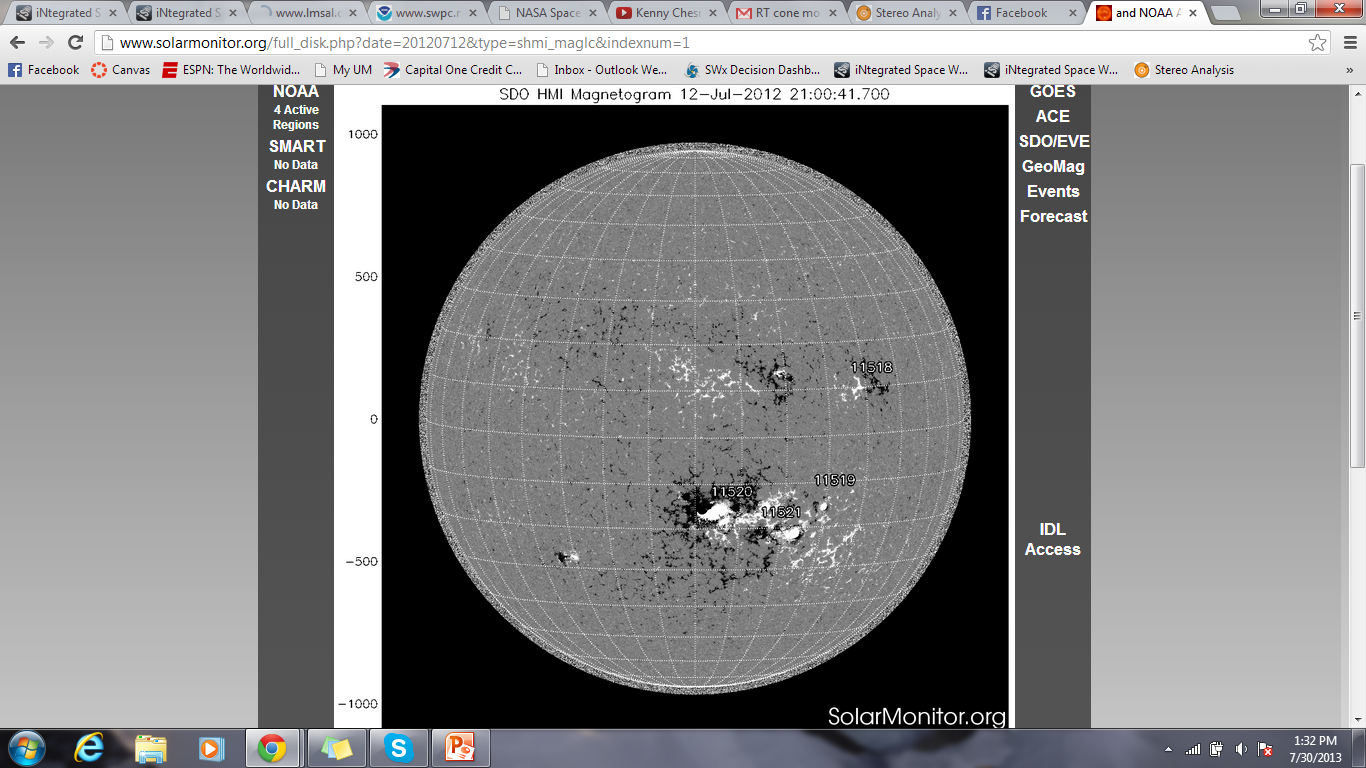 iNtegrated S
iNtegrated S
www.lmsal.c
www.swpc.n
NASA Space
Kenny Ches
RT cone mo
Stereo Analy
Facebook
and NOAA A
www.solarmonitor.org/full_disk.php?date=20120712&type=shmi_maglc&indexnum=1
Facebook
Canvas
ESPN: The Worldwid...
My UM
Capital One Credit C...
Inbox - Outlook We...
SWx Decision Dashb...
iNtegrated Space W...
iNtegrated Space W...
Stereo Analysis
»
NOAA
4 Active
Regions
SMART
No Data
CHARM
No Data
SDO HMI Magnetogram 12-Jul-2012 21:00:41.700
1000
500
0
-500
-1000
11518
11519
11520
11521
SolarMonitor.org
GOES
ACE
SDO/EVE
GeoMag
Events
Forecast
IDL
Access
1:32 PM
7/30/2013